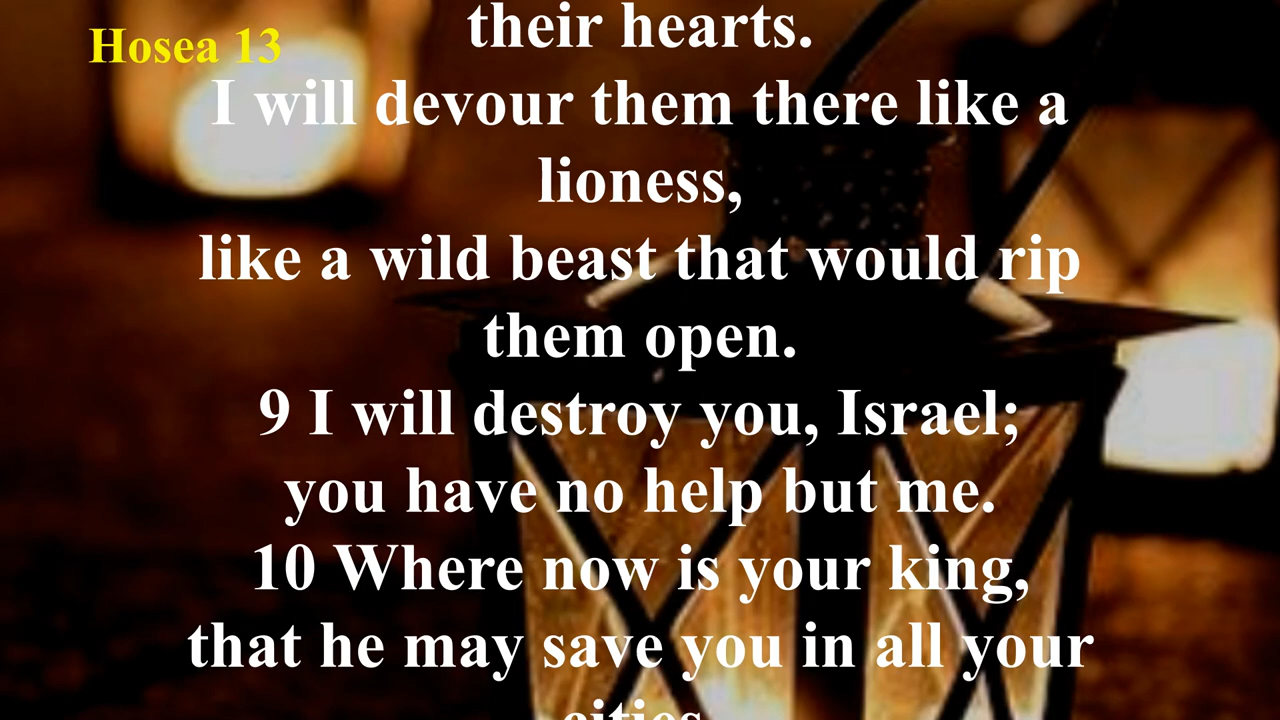 Hosea 13
their hearts.
I will devour them there like a
lioness,
like a wild beast that would rip
them open.
9 I will destroy you, Israel;
you have no help but me.
10 Where now is your king,
that he may save you in all your
cities